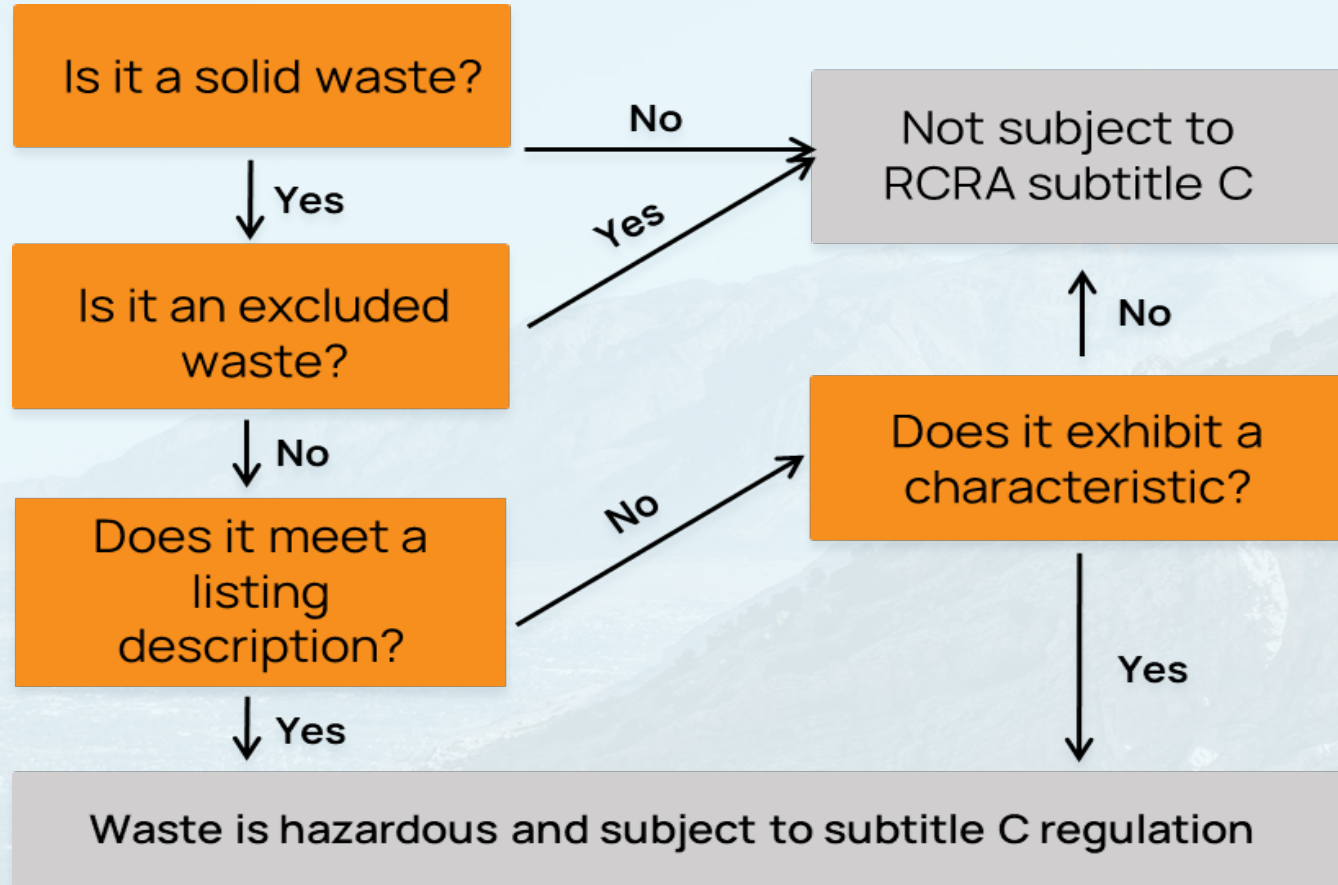 Is it a solid waste?
No
Not subject to
RCRA subtitle C
Yes
Yes
Is it an excluded
waste?
No
No
Does it exhibit a
characteristic?
No
Does it meet a
listing
description?
Yes
Yes
Waste is hazardous and subject to subtitle C regulation